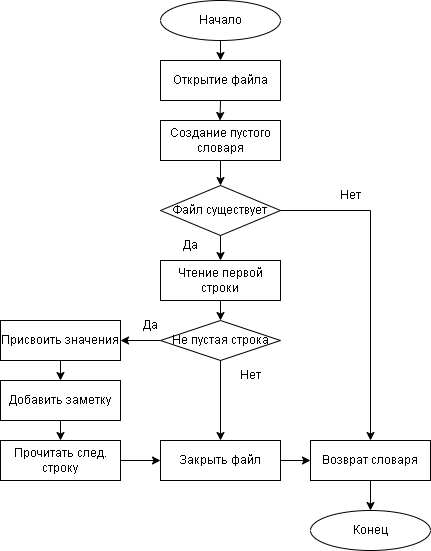 Начало
Открытие файла
Создание пустого
словаря
Файл существует
Нет
Да
Чтение первой
строки
Не пустая строка
Да
Нет
Присвоить значения
Добавить заметку
Прочитать след.
строку
Закрыть файл
Возврат словаря
Конец